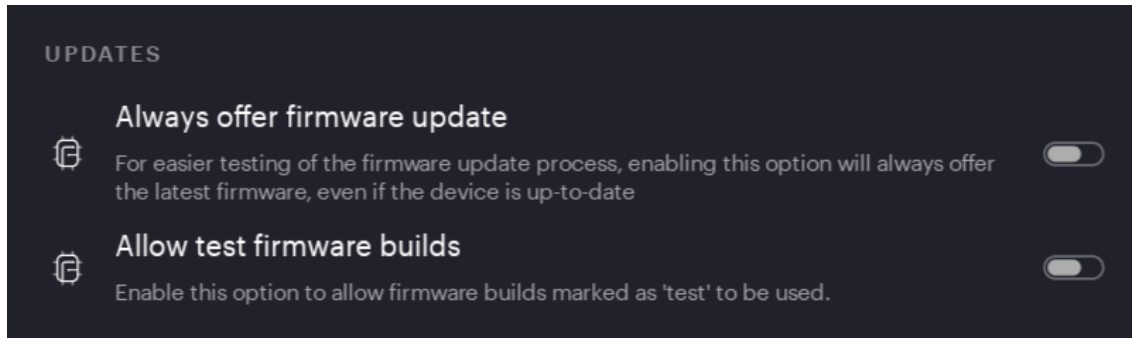 UPDATES
Always offer firmware update
For easier testing of the firmware update process, enabling this option will always offer
the latest firmware, even if the device is up-to-date
Allow test firmware builds
Enable this option to allow firmware builds marked as 'test' to be used.